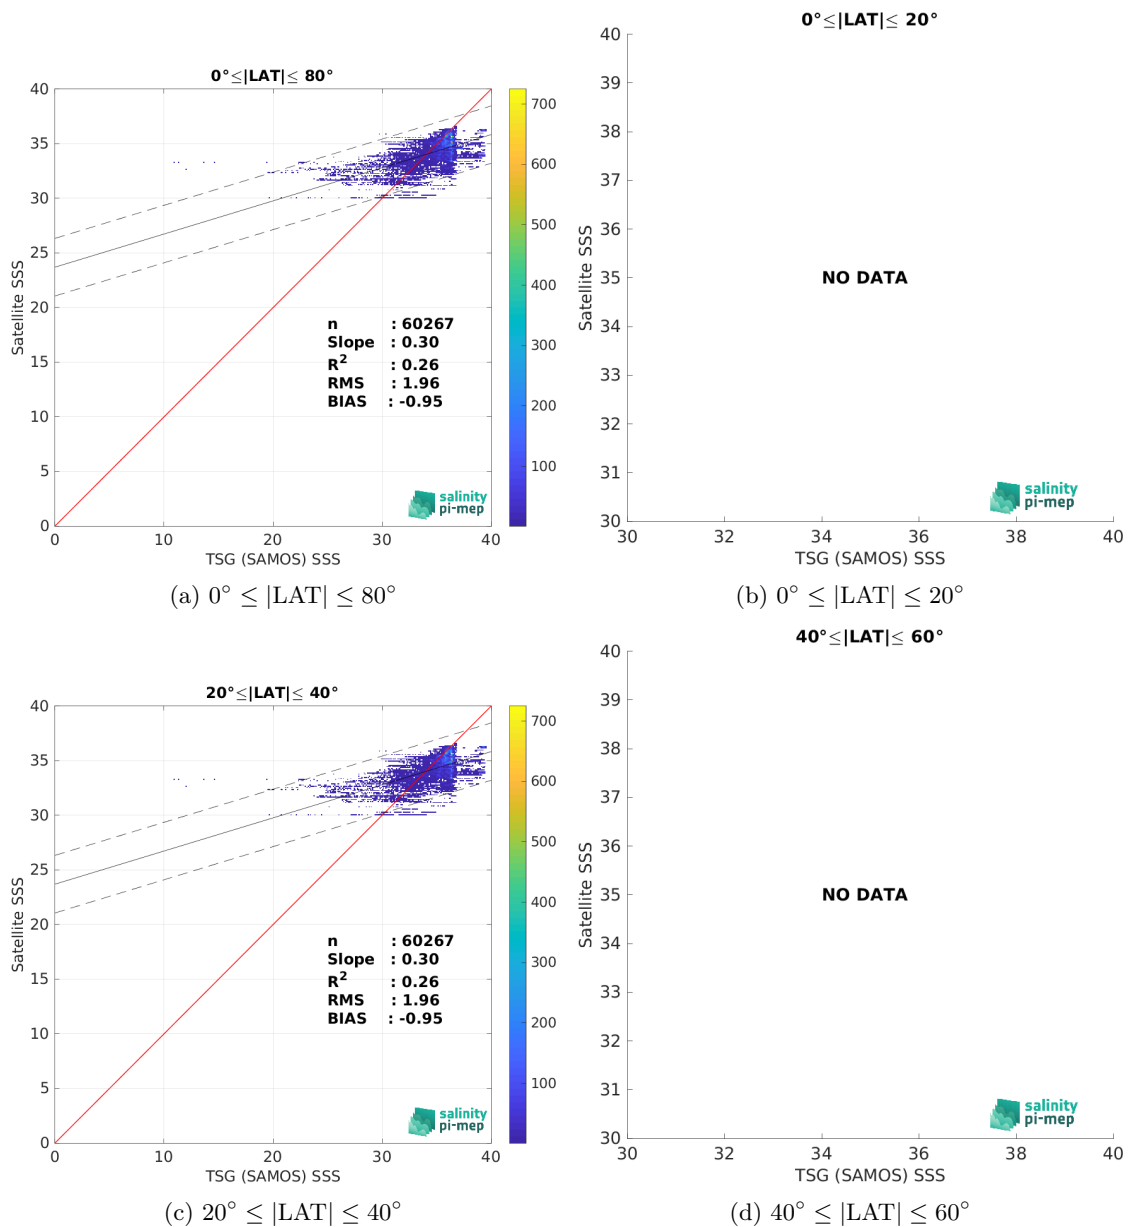 0°≤|LAT|≤ 80°
40
35
30
25
20
15
10
5
0
Satellite SSS
0
10
20
30
40
TSG (SAMOS) SSS
n : 60267
Slope : 0.30
R² : 0.26
RMS : 1.96
BIAS : -0.95
salinity
pi-mep
700
600
500
400
300
200
100
(a) 0° ≤ |LAT| ≤ 80°
0°≤|LAT|≤ 20°
40
39
38
37
36
35
34
33
32
31
30
Satellite SSS
NO DATA
salinity
pi-mep
30
32
34
36
38
40
TSG (SAMOS) SSS
(b) 0° ≤ |LAT| ≤ 20°
20°≤|LAT|≤ 40°
40
35
30
25
20
15
10
5
0
Satellite SSS
0
10
20
30
40
TSG (SAMOS) SSS
n : 60267
Slope : 0.30
R² : 0.26
RMS : 1.96
BIAS : -0.95
salinity
pi-mep
700
600
500
400
300
200
100
(c) 20° ≤ |LAT| ≤ 40°
40°≤|LAT|≤ 60°
40
39
38
37
36
35
34
33
32
31
30
Satellite SSS
NO DATA
salinity
pi-mep
30
32
34
36
38
40
TSG (SAMOS) SSS
(d) 40° ≤ |LAT| ≤ 60°